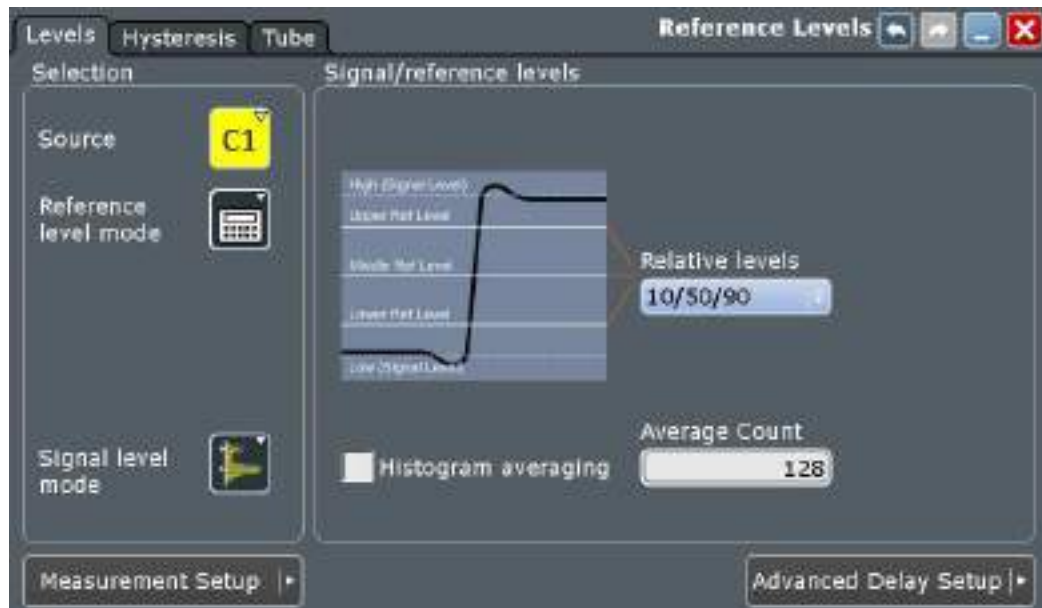 Levels Hysteresis Tube Reference Levels
Selection
Signal/reference levels
Source
C1
Reference
level mode
High (Signal Level)
Upper Ref Level
Middle Ref Level
Lower Ref Level
Low (Signal Level)
Relative levels
10/50/90
Signal level
mode
Histogram averaging
Average Count
128
Measurement Setup
Advanced Delay Setup